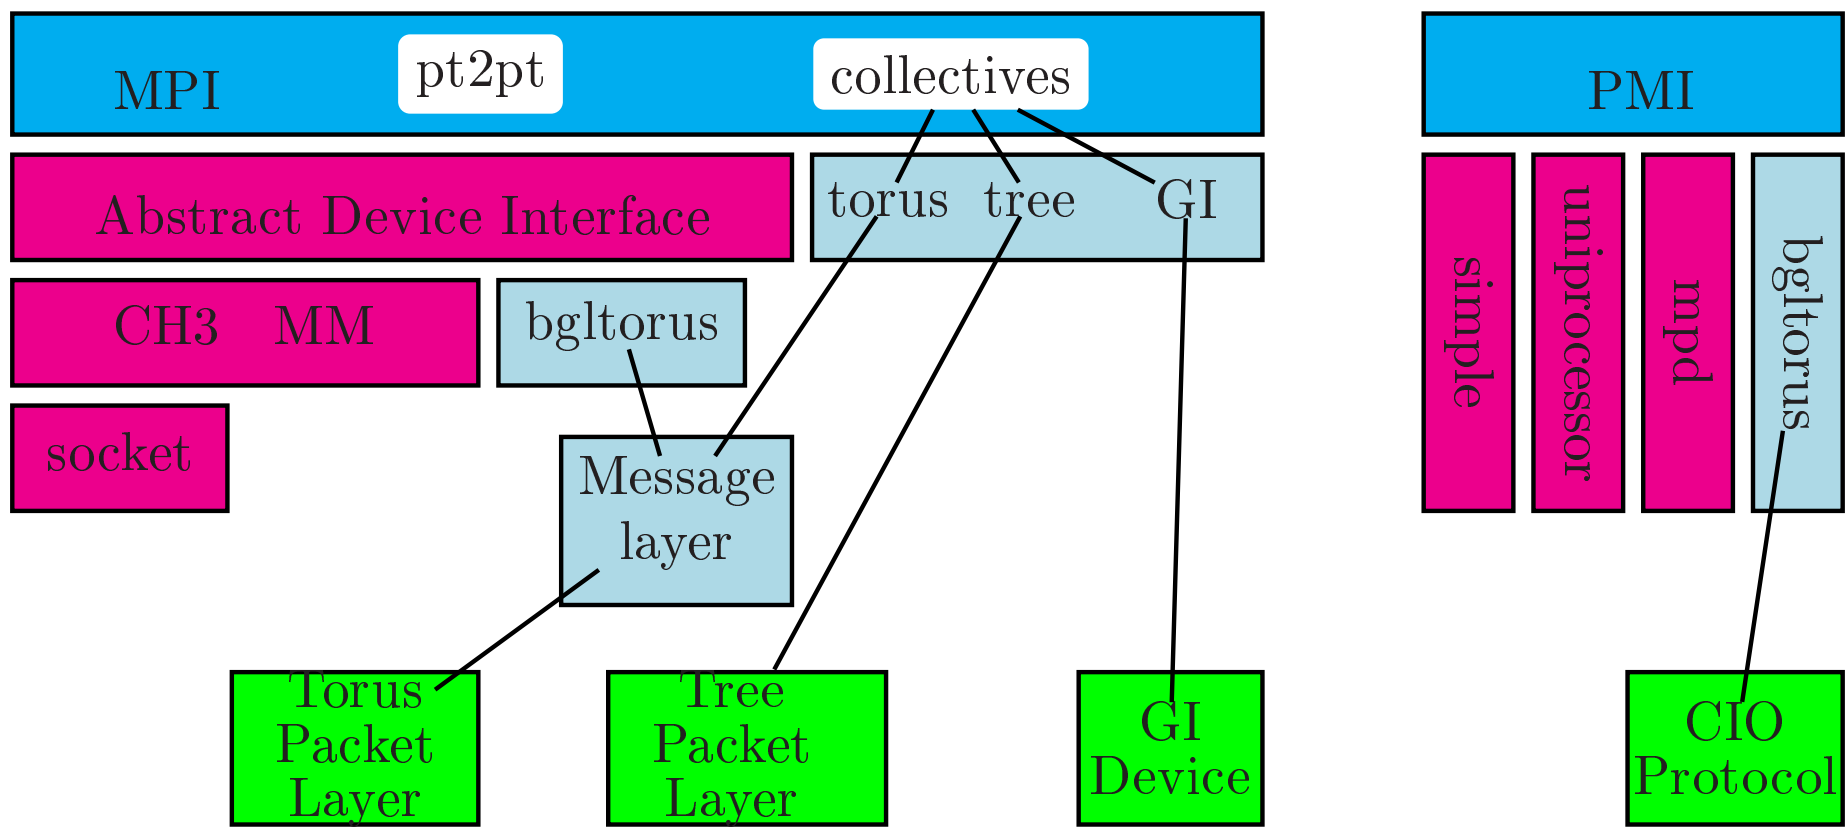 MPI
pt2pt
collectives
PMI
Abstract Device Interface
torus tree GI
CH3 MM
bgltorus
socket
Message
layer
simple
uniprocessor
mpd
bgltorus
Torus
Packet
Layer
Tree
Packet
Layer
GI
Device
CIO
Protocol